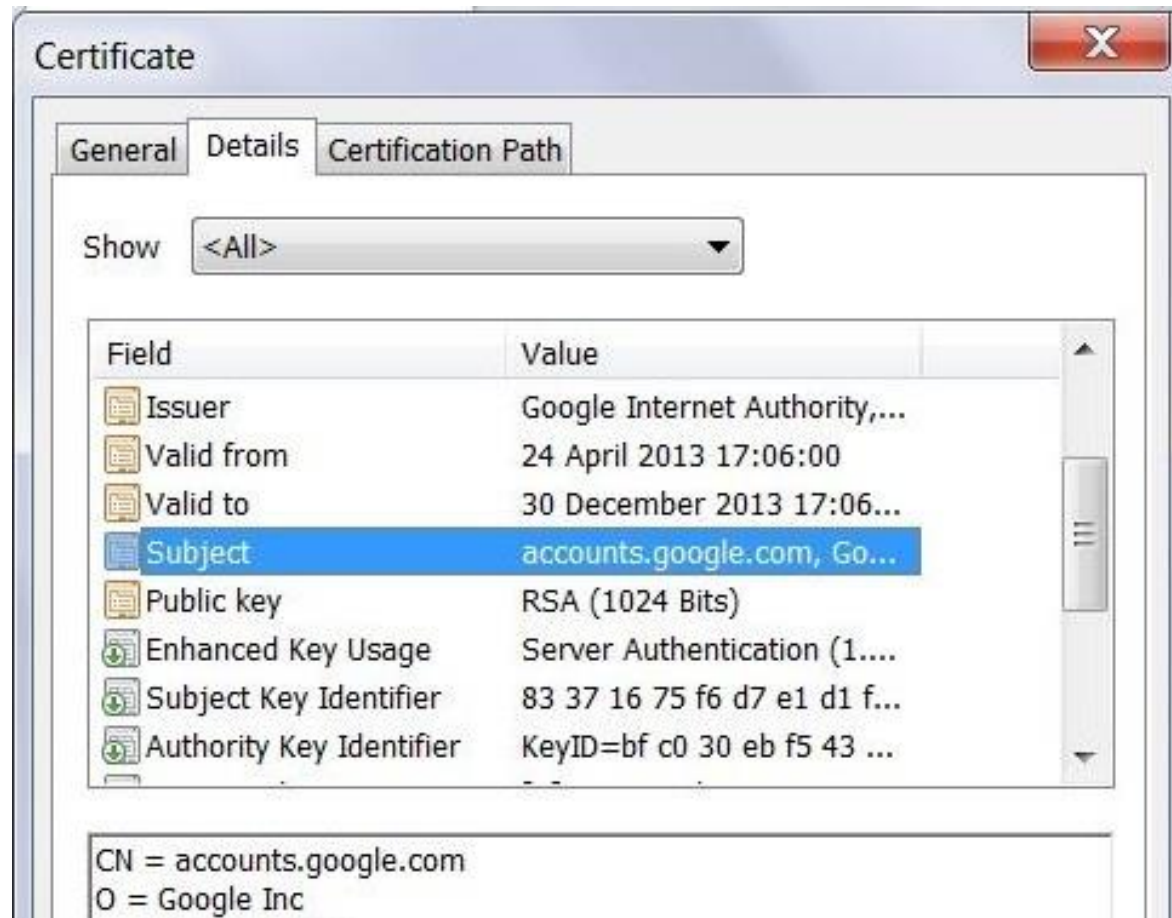 Certificate
General Details Certification Path
Show <All>
Field Value
Issuer Google Internet Authority,...
Valid from 24 April 2013 17:06:00
Valid to 30 December 2013 17:06...
Subject accounts.google.com, Go...
Public key RSA (1024 Bits)
Enhanced Key Usage Server Authentication (1....
Subject Key Identifier 83 37 16 75 f6 d7 e1 d1 f...
Authority Key Identifier KeyID=bf c0 30 eb f5 43 ...
CN = accounts.google.com
O = Google Inc